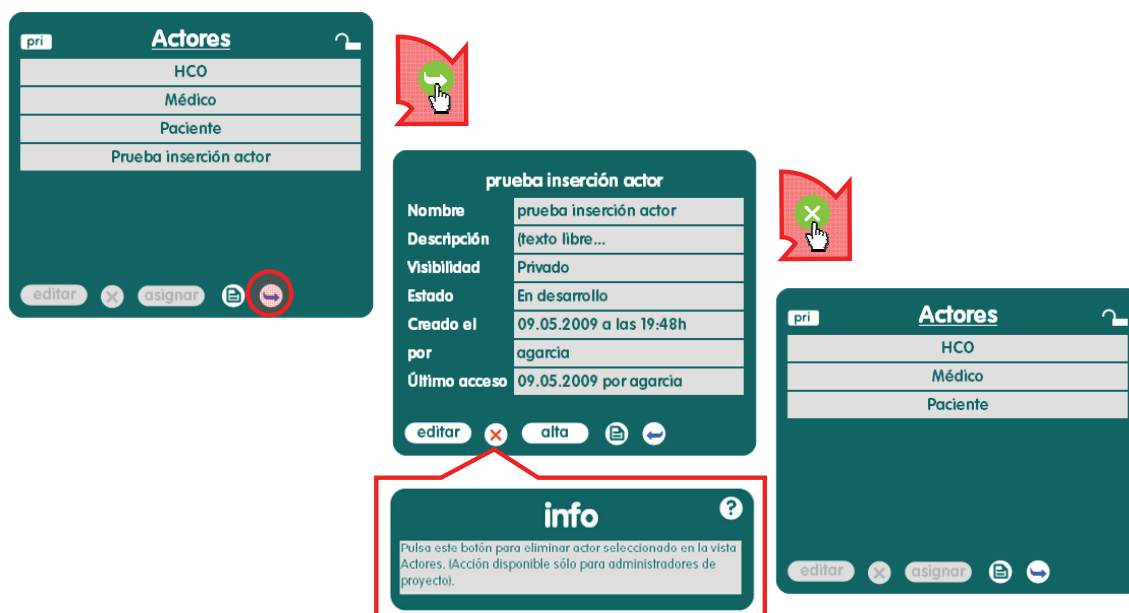 pri
Actores
HCO
Médico
Paciente
Prueba inserción actor
editar
asignar
prueba inserción actor
Nombre prueba inserción actor
Descripción (texto libre...
Visibilidad Privado
Estado En desarrollo
Creado el 09.05.2009 a las 19:48h
por agarcia
Último acceso 09.05.2009 por agarcia
editar
alta
info
?
Pulsa este botón para eliminar actor seleccionado en la vista
Actores. (Acción disponible sólo para administradores de
proyecto).
pri
Actores
HCO
Médico
Paciente
editar
asignar